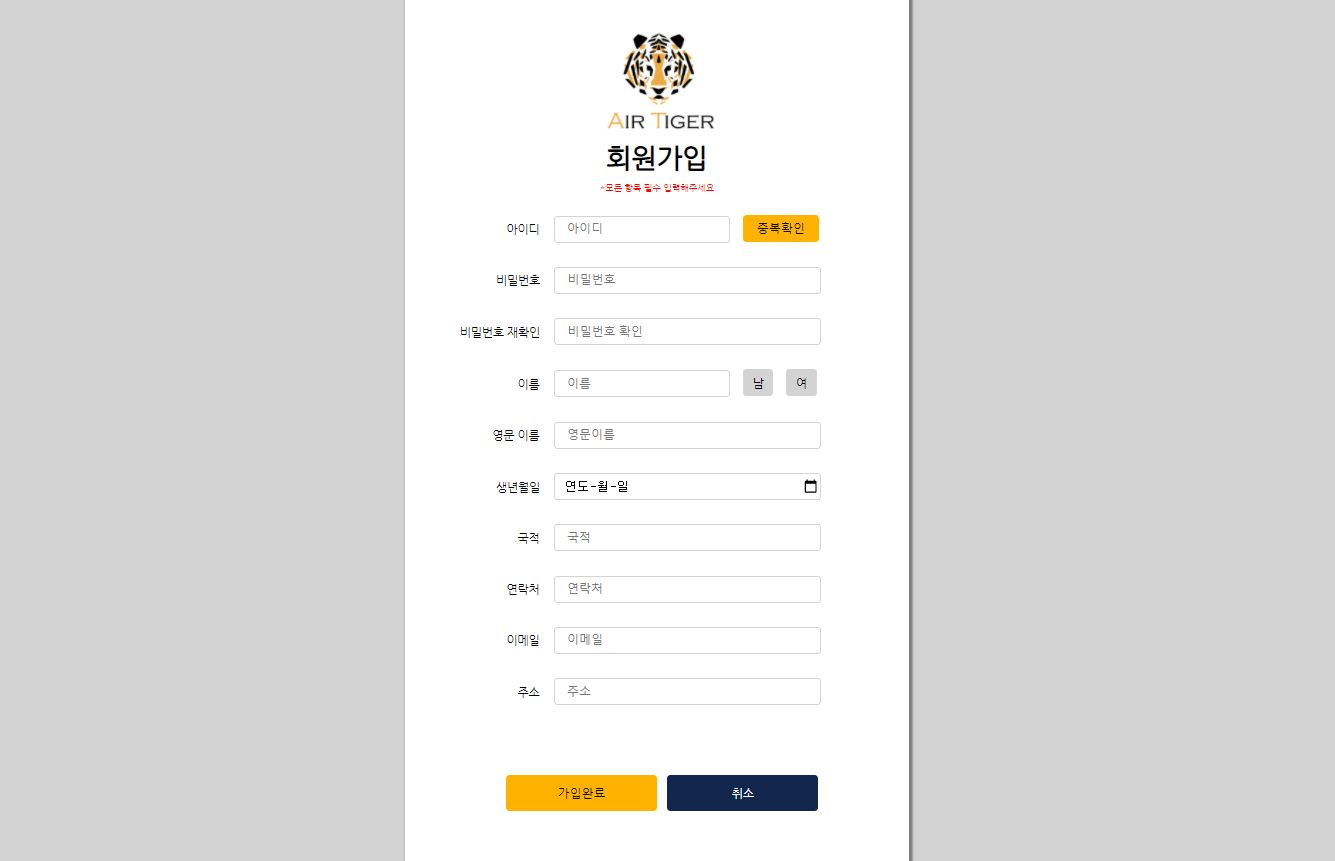 AIR TIGER
회원가입
*모든 항목 필수 입력해주세요
아이디 아이디 중복확인
비밀번호 비밀번호
비밀번호 재확인 비밀번호 확인
이름 이름 남 여
영문 이름 영문이름
생년월일 연도-월-일
국적 국적
연락처 연락처
이메일 이메일
주소 주소
가입완료 취소